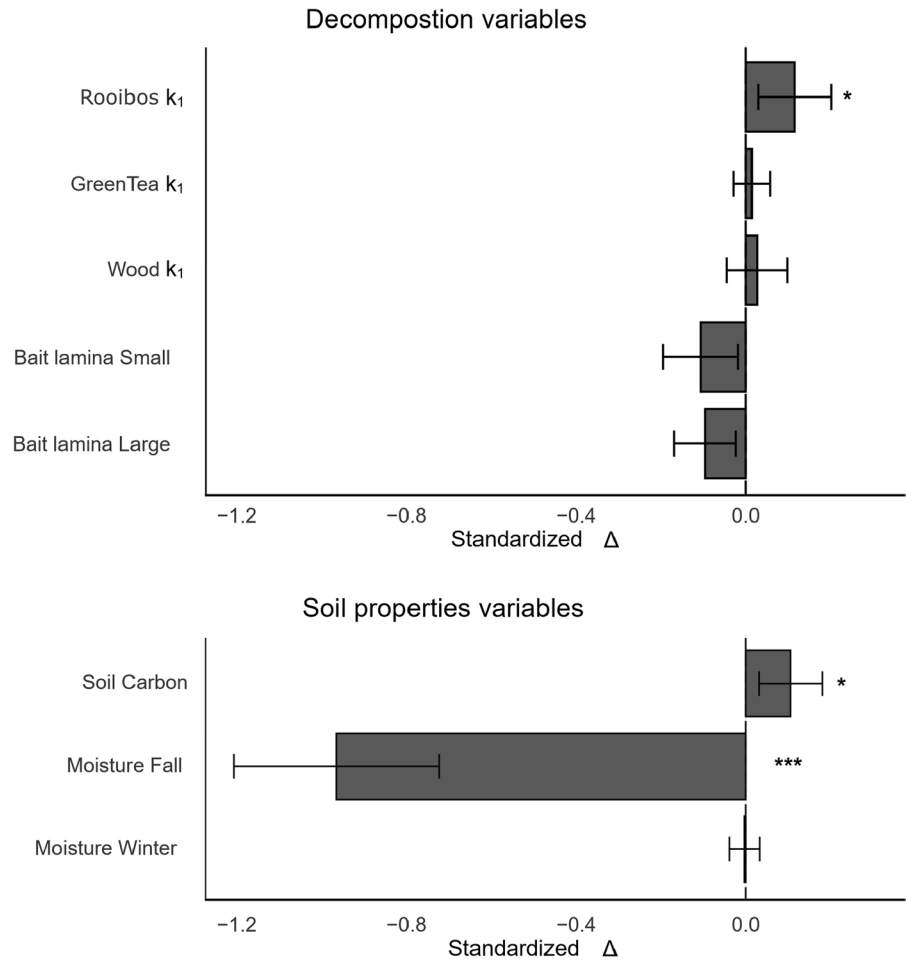 Decompostion variables
Rooibos k₁ *
GreenTea k₁
Wood k₁
Bait lamina Small
Bait lamina Large
−1.2 −0.8 −0.4 0.0
Standardized Δ
Soil properties variables
Soil Carbon *
Moisture Fall ***
Moisture Winter
−1.2 −0.8 −0.4 0.0
Standardized Δ